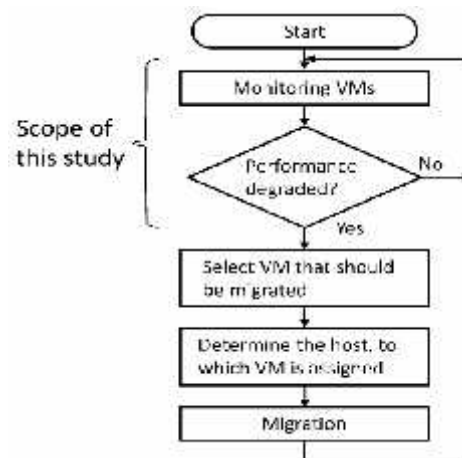 Start
Monitoring VMs
Scope of
this study
Performance
degraded?
No
Yes
Select VM that should
be migrated
Determine the host, to
which VM is assigned
Migration